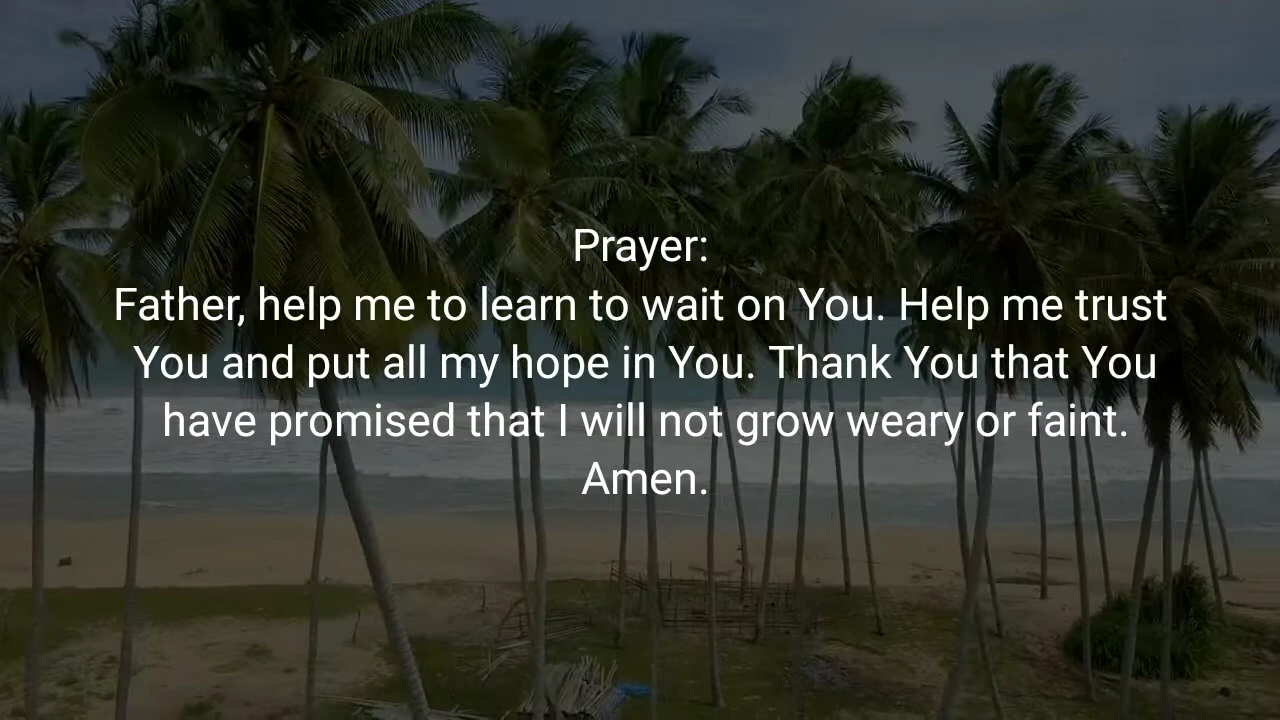 Prayer:
Father, help me to learn to wait on You. Help me trust
You and put all my hope in You. Thank You that You
have promised that I will not grow weary or faint.
Amen.